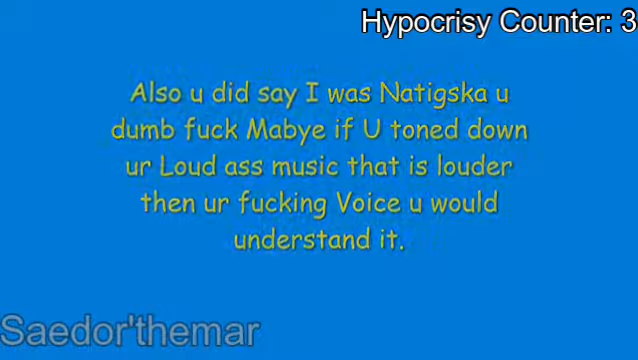 Hypocrisy Counter: 3
Also u did say I was Natigska u
dumb fuck Mabye if U toned down
ur Loud ass music that is louder
then ur fucking Voice u would
understand it.
Saedor'themar